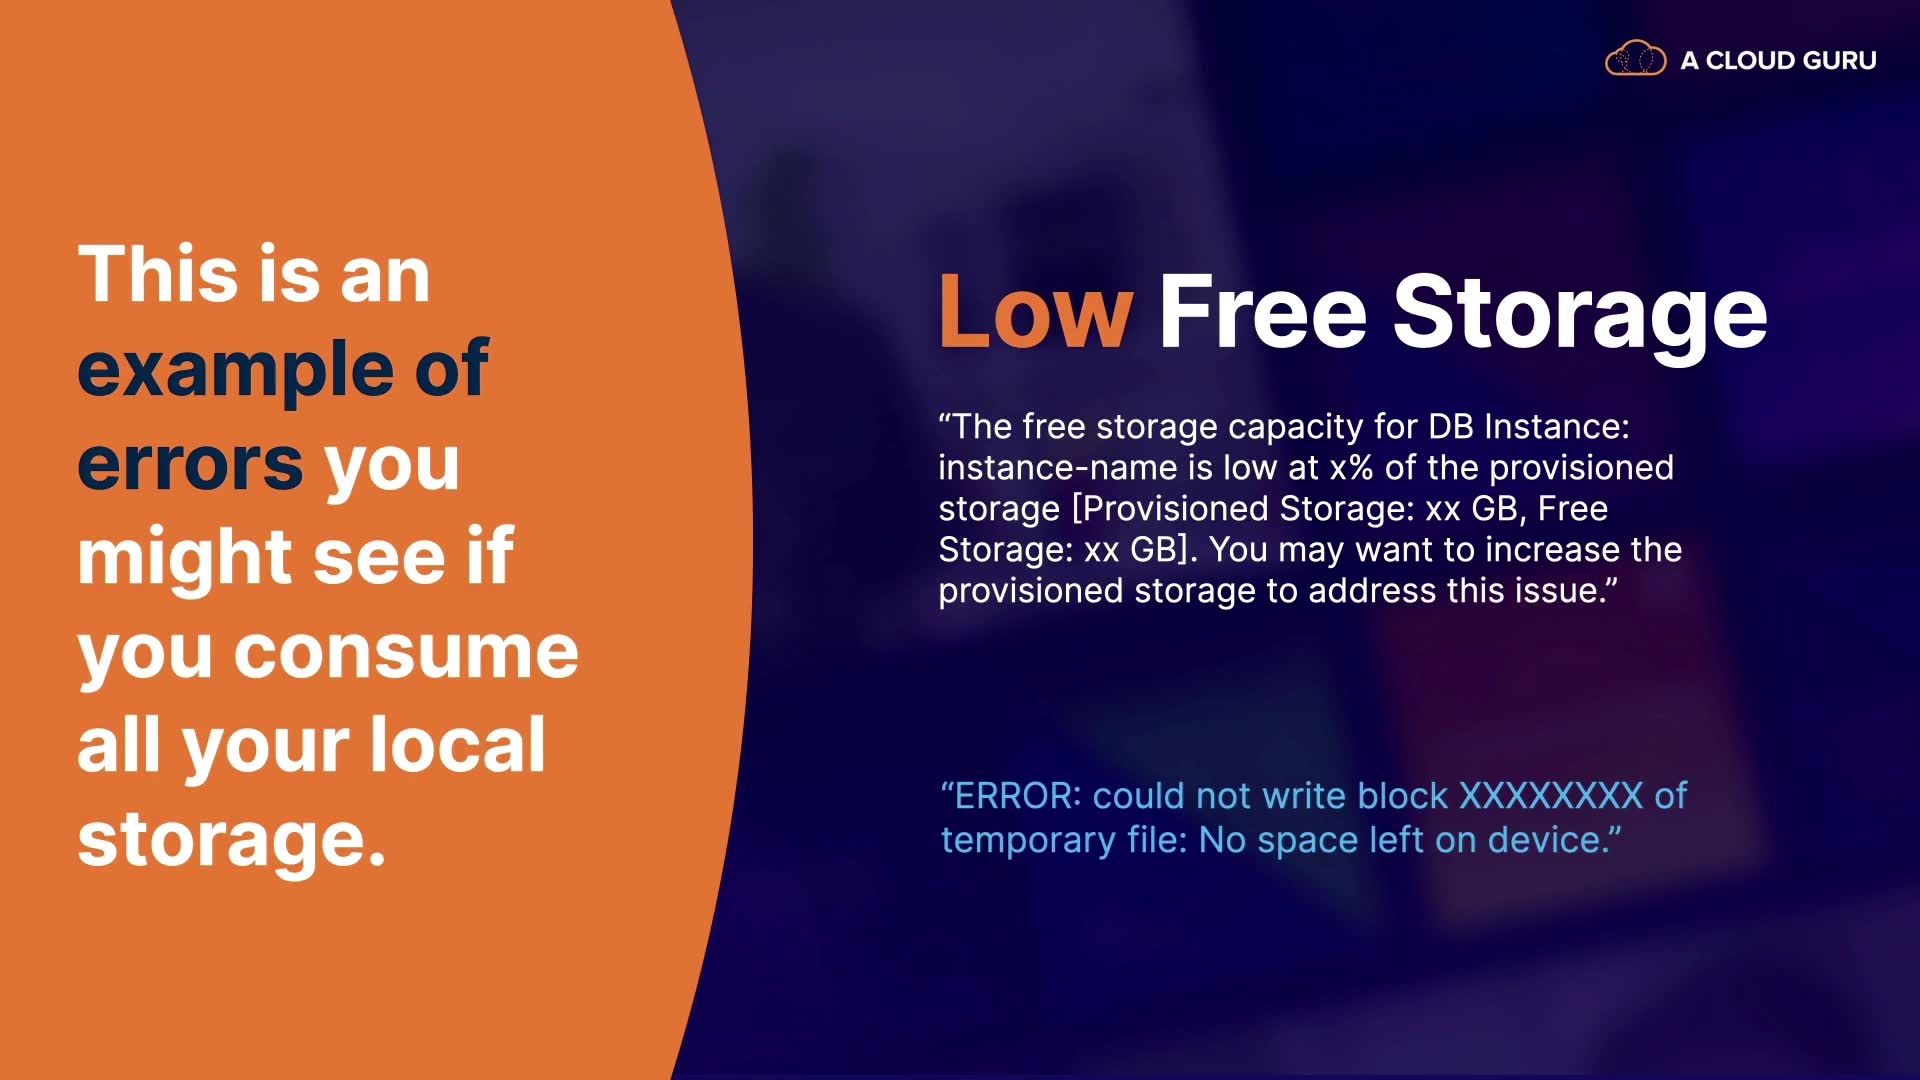 A CLOUD GURU
This is an
example of
errors you
might see if
you consume
all your local
storage.
Low Free Storage
“The free storage capacity for DB Instance:
instance-name is low at x% of the provisioned
storage [Provisioned Storage: xx GB, Free
Storage: xx GB]. You may want to increase the
provisioned storage to address this issue.”
“ERROR: could not write block XXXXXXXX of
temporary file: No space left on device.”